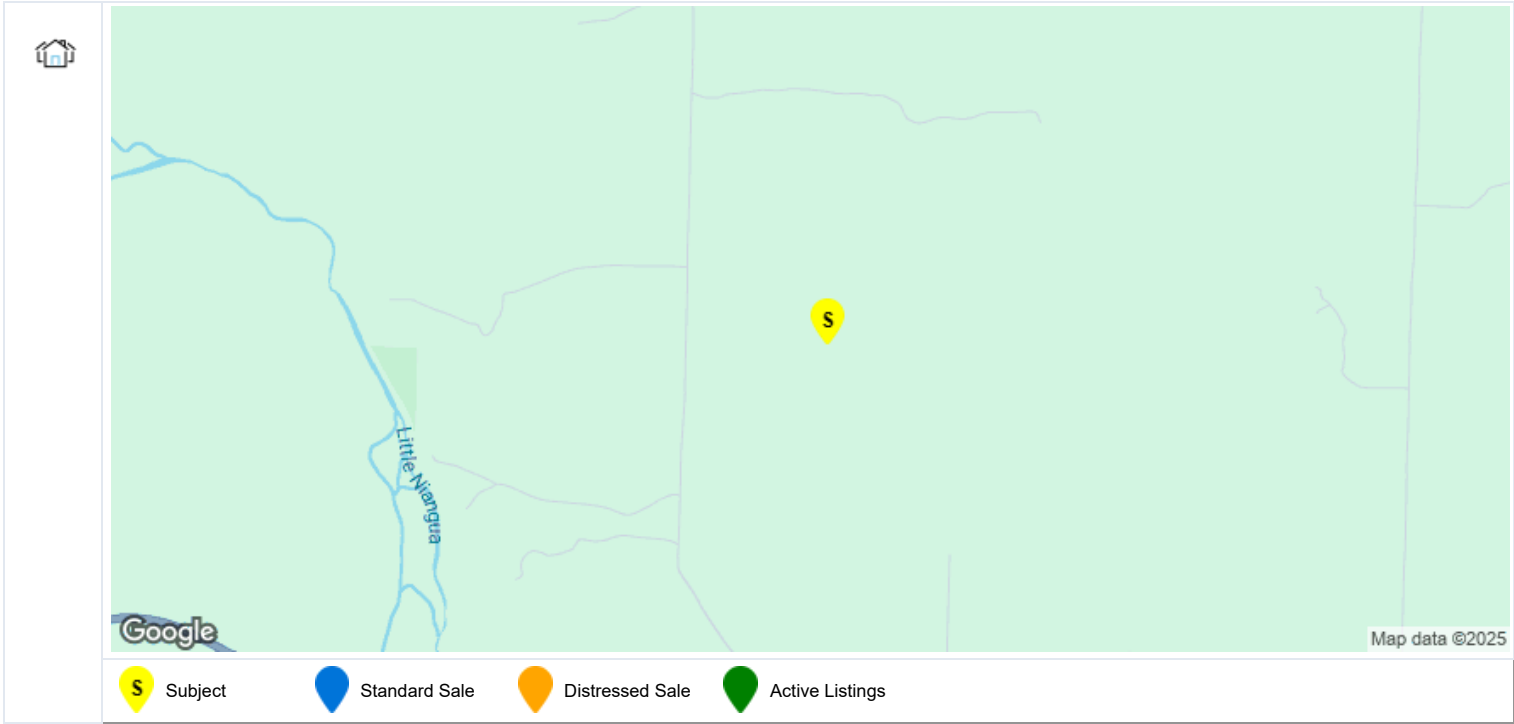 S
Little Niangua
Google
Map data ©2025
S Subject Standard Sale Distressed Sale Active Listings